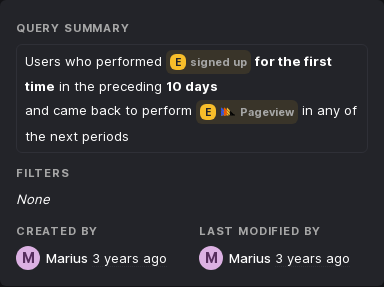 QUERY SUMMARY
Users who performed E signed up for the first
time in the preceding 10 days
and came back to perform E Pageview in any of
the next periods
FILTERS
None
CREATED BY LAST MODIFIED BY
M Marius 3 years ago M Marius 3 years ago